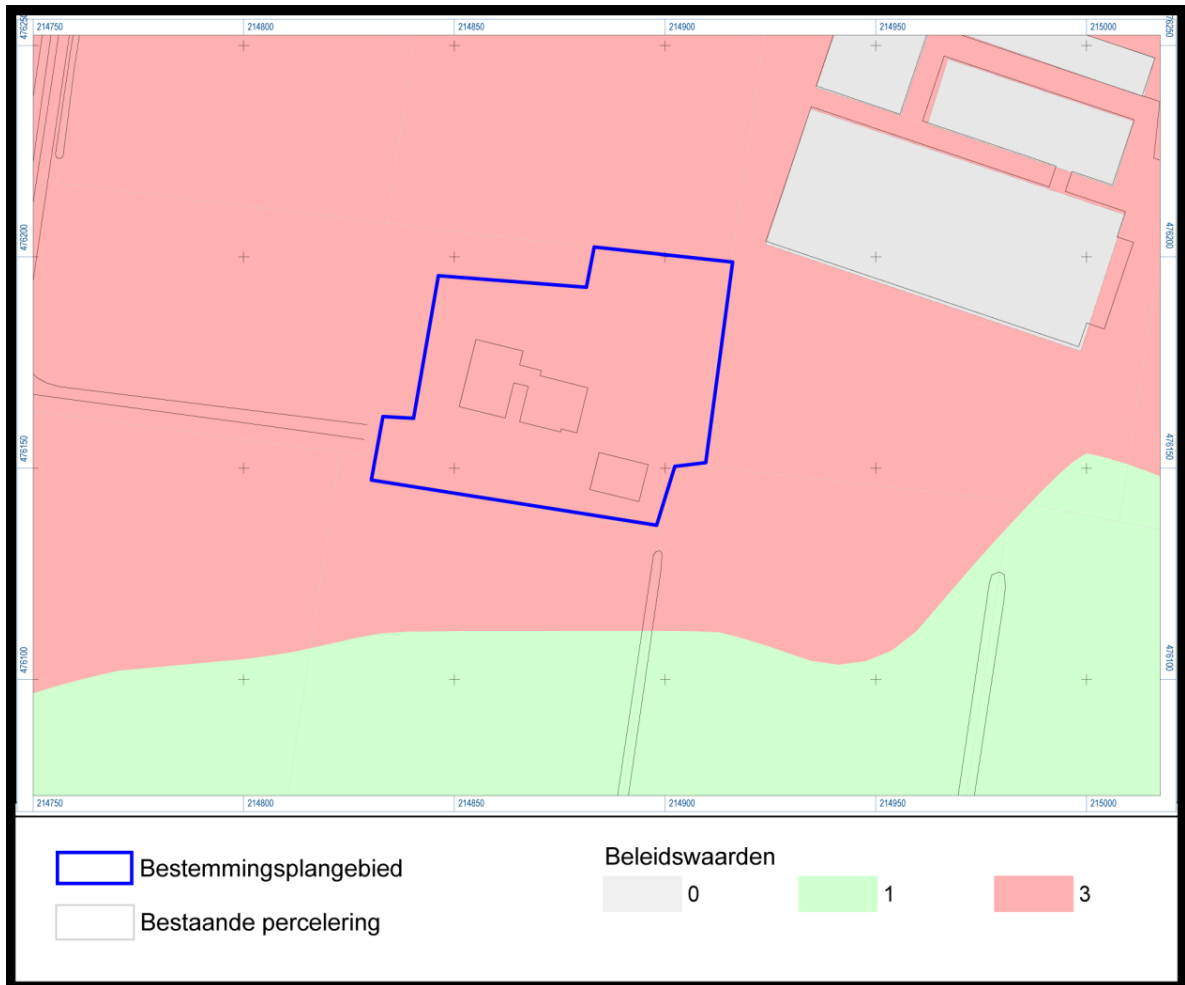 214750 214800 214850 214900 214950 215000
476250 476250
476200 476200
476150 476150
476100 476100
214750 214800 214850 214900 214950 215000
Bestemmingsplangebied
Bestaande percelering
Beleidswaarden
0 1 3